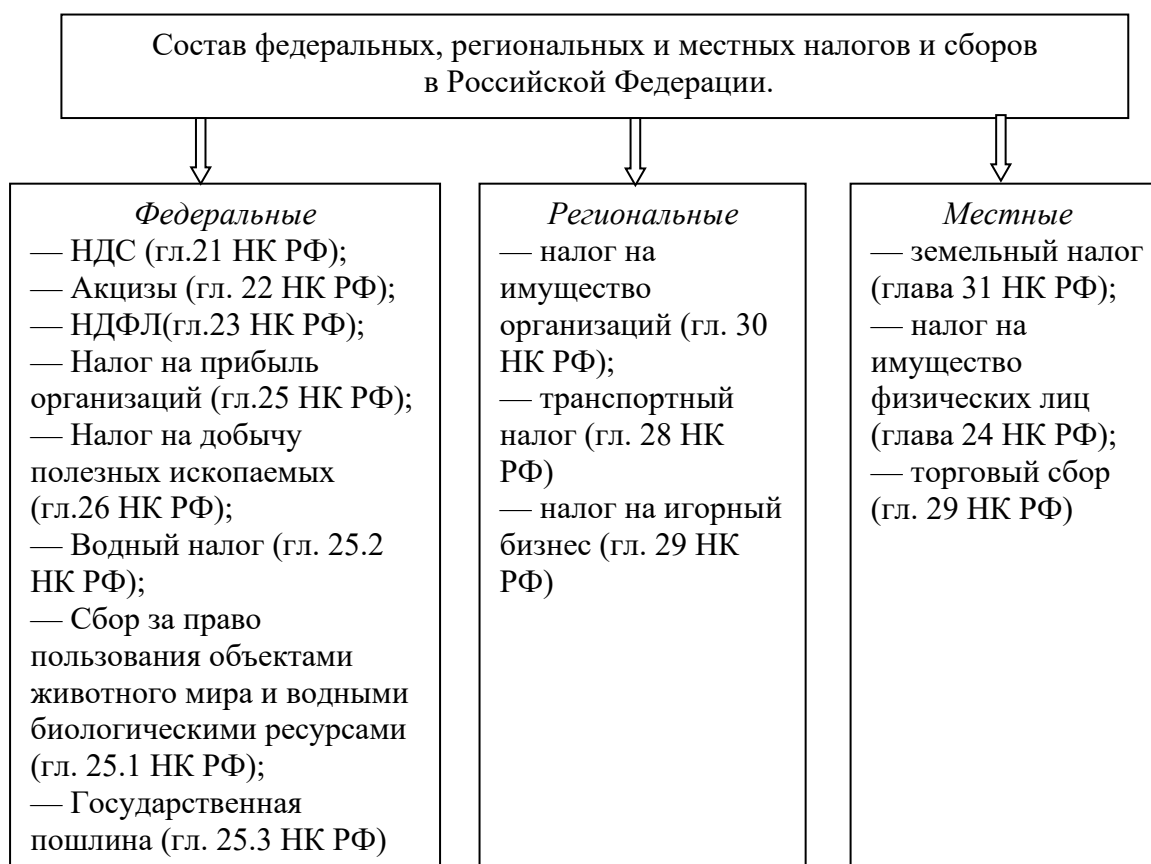 Состав федеральных, региональных и местных налогов и сборов
в Российской Федерации.
Федеральные
— НДС (гл.21 НК РФ);
— Акцизы (гл. 22 НК РФ);
— НДФЛ(гл.23 НК РФ);
— Налог на прибыль
организаций (гл.25 НК РФ);
— Налог на добычу
полезных ископаемых
(гл.26 НК РФ);
— Водный налог (гл. 25.2
НК РФ);
— Сбор за право
пользования объектами
животного мира и водными
биологическими ресурсами
(гл. 25.1 НК РФ);
— Государственная
пошлина (гл. 25.3 НК РФ)
Региональные
— налог на
имущество
организаций (гл. 30
НК РФ);
— транспортный
налог (гл. 28 НК
РФ)
— налог на игорный
бизнес (гл. 29 НК
РФ)
Местные
— земельный налог
(глава 31 НК РФ);
— налог на
имущество
физических лиц
(глава 24 НК РФ);
— торговый сбор
(гл. 29 НК РФ)